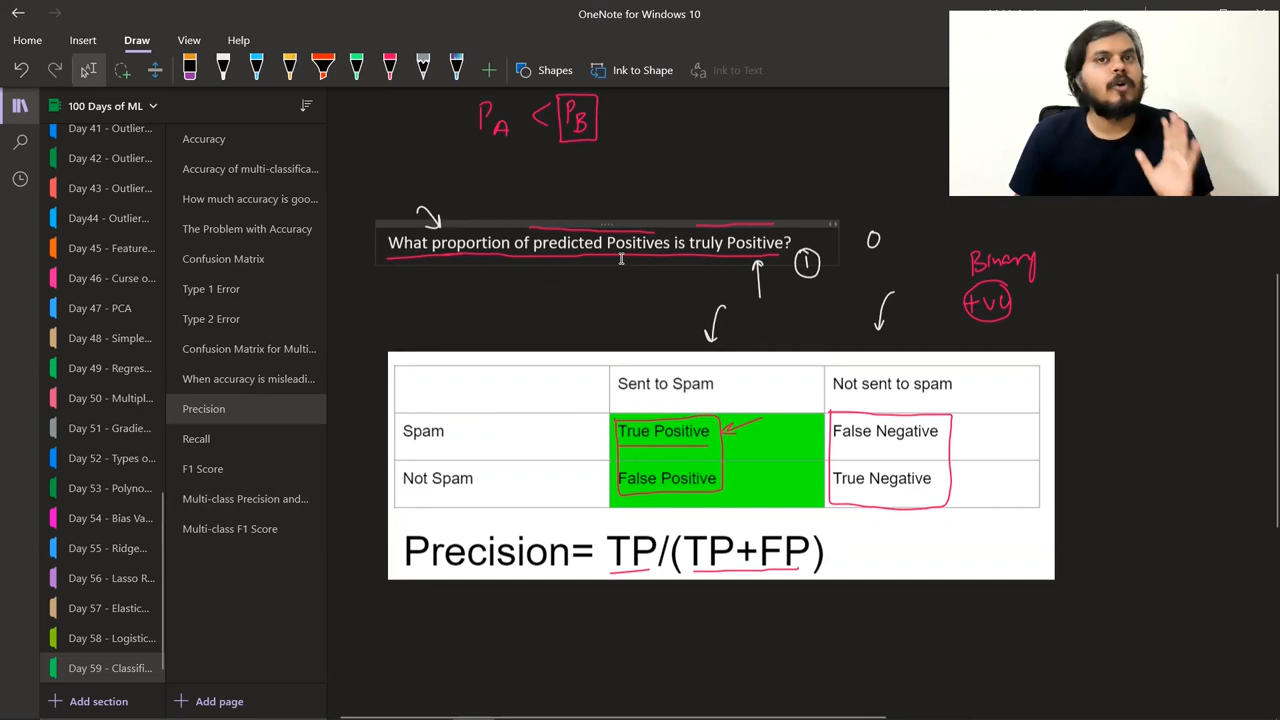 OneNote for Windows 10
Home Insert Draw View Help
Shapes Ink to Shape Ink to Text
100 Days of ML
Day 41 - Outlier...
Day 42 - Outlier...
Day 43 - Outlier...
Day44 - Outlier...
Day 45 - Feature...
Day 46 - Curse o...
Day 47 - PCA
Day 48 - Simple...
Day 49 - Regres...
Day 50 - Multipl...
Day 51 - Gradie...
Day 52 - Types o...
Day 53 - Polyno...
Day 54 - Bias Va...
Day 55 - Ridge...
Day 56 - Lasso R...
Day 57 - Elastic...
Day 58 - Logistic...
Day 59 - Classifi...
Add section
Accuracy
Accuracy of multi-classifica...
How much accuracy is goo...
The Problem with Accuracy
Confusion Matrix
Type 1 Error
Type 2 Error
Confusion Matrix for Multi...
When accuracy is misleadi...
Precision
Recall
F1 Score
Multi-class Precision and...
Multi-class F1 Score
Add page
PA < PB
What proportion of predicted Positives is truly Positive?
1 0
Binary
+ve
Sent to Spam Not sent to spam
Spam True Positive False Negative
Not Spam False Positive True Negative
Precision= TP/(TP+FP)